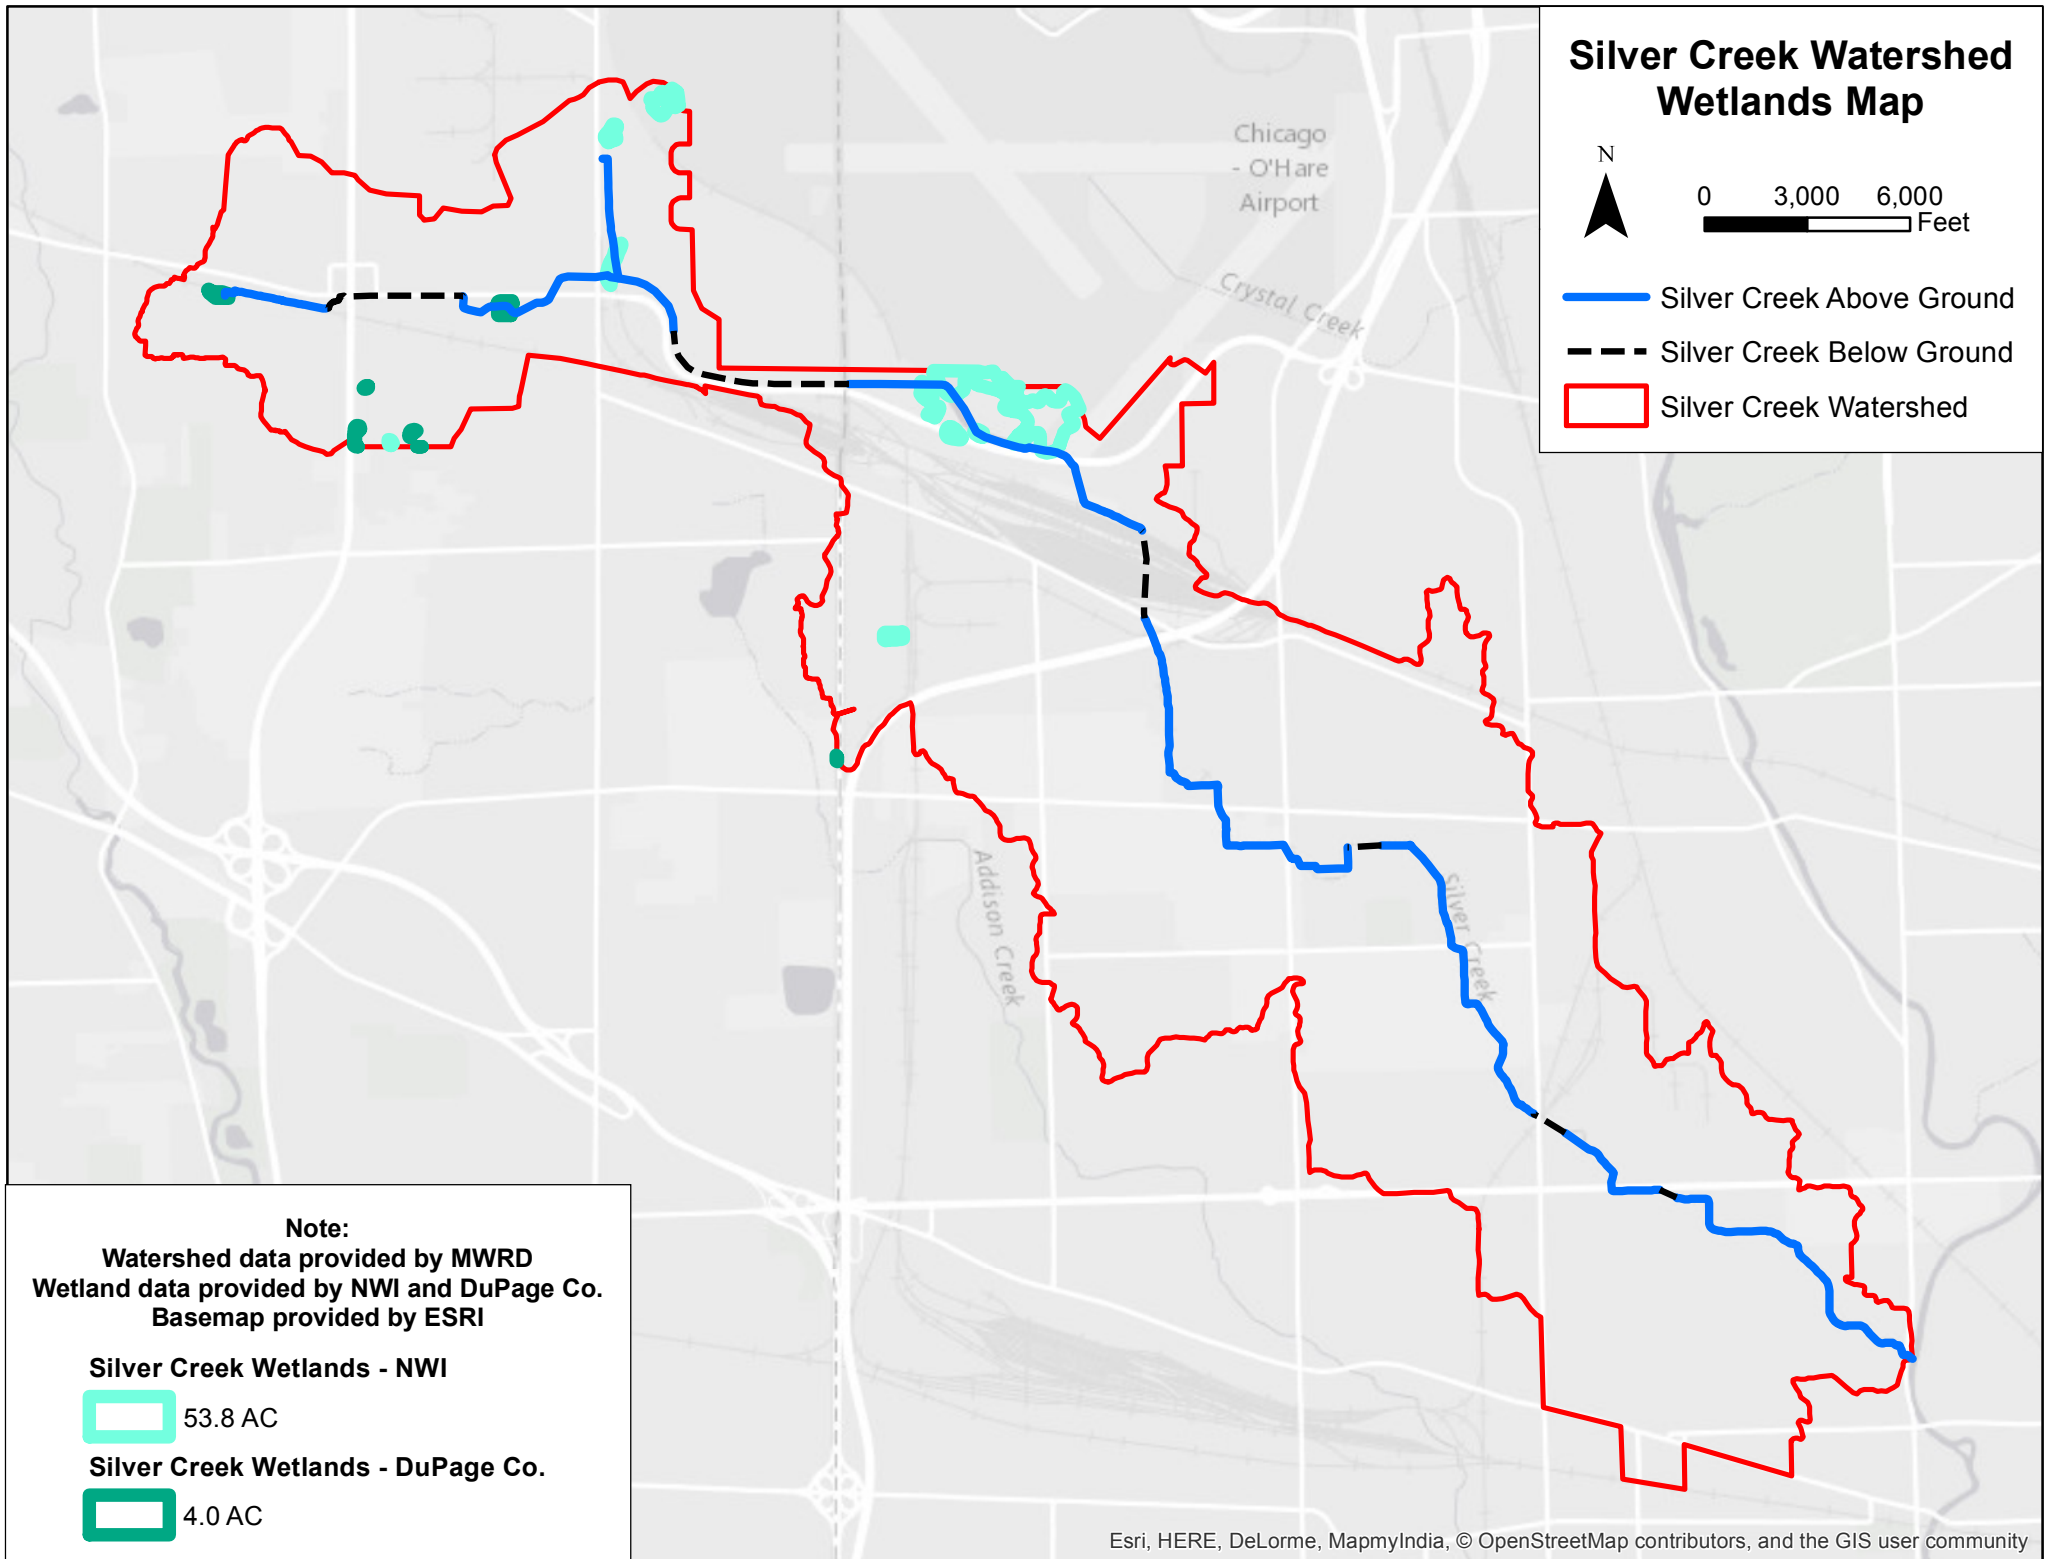 Silver Creek Watershed
Wetlands Map
N
0 3,000 6,000
Feet
Silver Creek Above Ground
Silver Creek Below Ground
Silver Creek Watershed
Chicago
- O'Hare
Airport
Crystal Creek
Addison Creek
Silver Creek
Note:
Watershed data provided by MWRD
Wetland data provided by NWI and DuPage Co.
Basemap provided by ESRI
Silver Creek Wetlands - NWI
53.8 AC
Silver Creek Wetlands - DuPage Co.
4.0 AC
Esri, HERE, DeLorme, MapmyIndia, © OpenStreetMap contributors, and the GIS user community